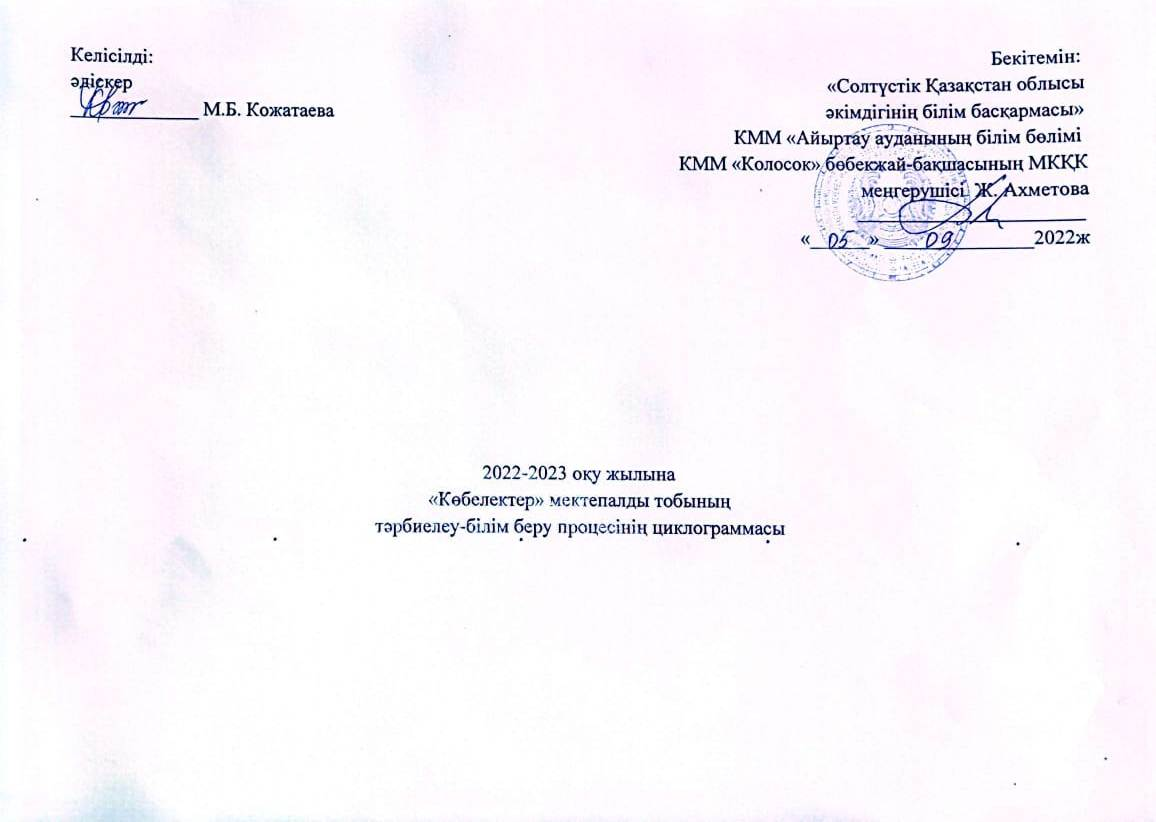 Келісілді:
әдіскер
М.Б. Кожатаева
Бекітемін:
«Солтүстік Қазақстан облысы
әкімдігінің білім басқармасы»
КММ «Айыртау ауданының білім бөлімі
КММ «Колосок» бөбекжай-бақшасының МКҚК
меңгерушісі Ж. Ахметова
«05» 09 2022ж
2022-2023 оқу жылына
«Көбелектер» мектепалды тобының
тәрбиелеу-білім беру процесінің циклограммасы